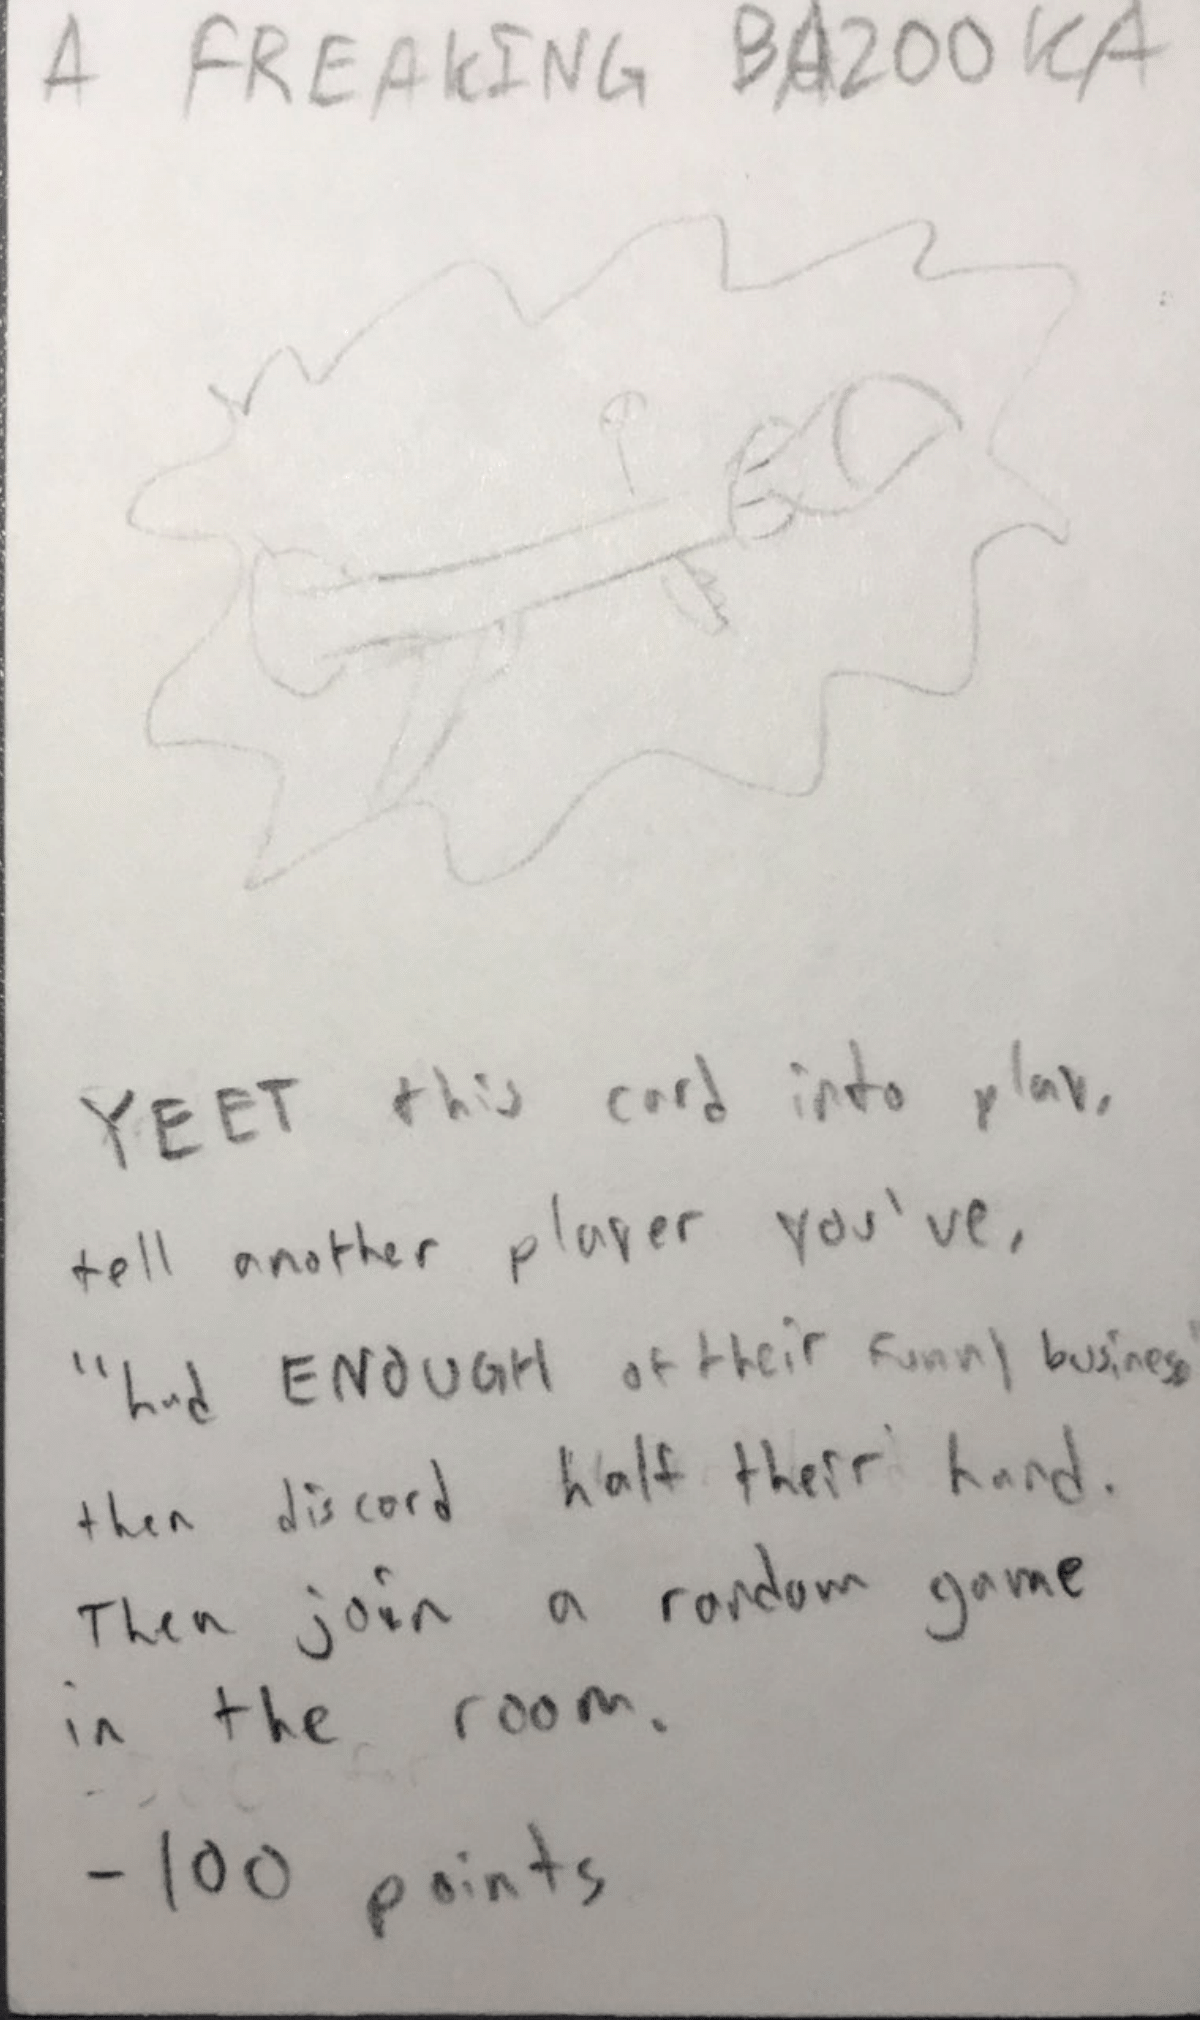 A FREAKING BAZOOKA
YEET this card into play,
tell another player you've,
"had ENOUGH of their funny business"
then discard half their hand.
Then join a random game
in the room.
-100 points